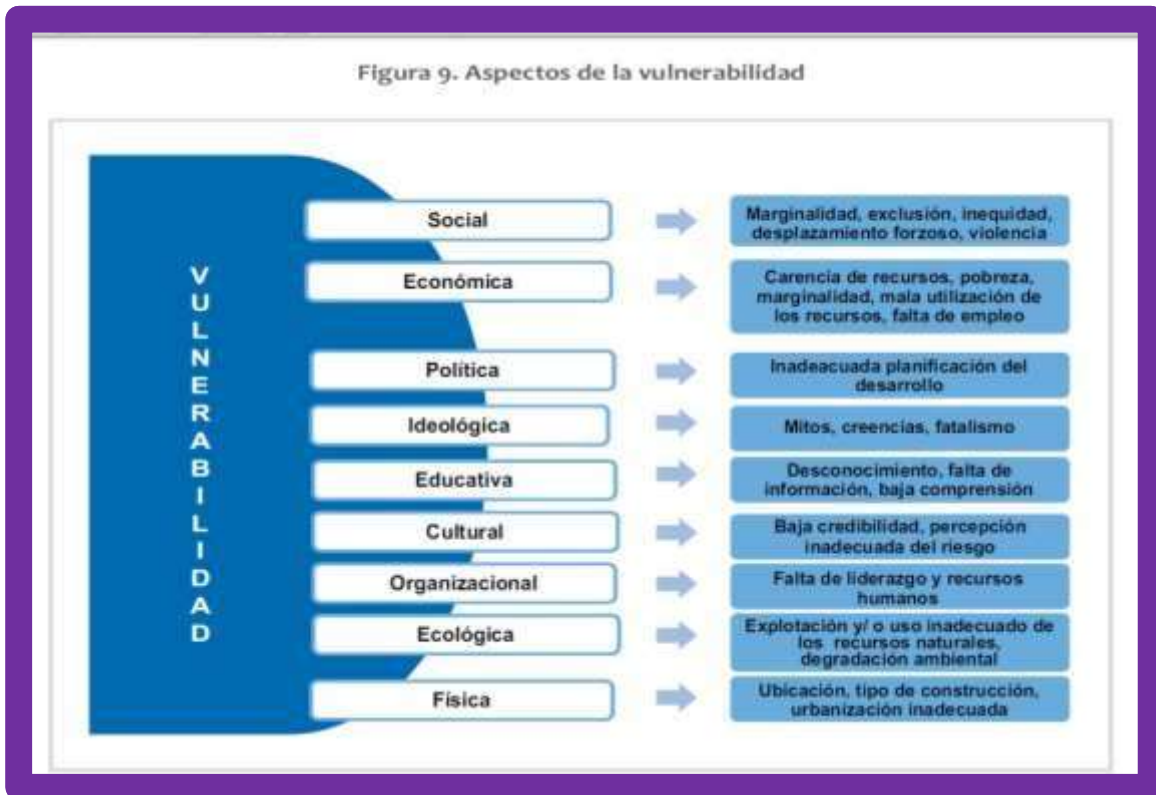 Figura 9. Aspectos de la vulnerabilidad
VULNERABILIDAD
Social
Marginalidad, exclusión, inequidad,
desplazamiento forzoso, violencia
Económica
Carencia de recursos, pobreza,
marginalidad, mala utilización de
los recursos, falta de empleo
Política
Inadeacuada planificación del
desarrollo
Ideológica
Mitos, creencias, fatalismo
Educativa
Desconocimiento, falta de
información, baja comprensión
Cultural
Baja credibilidad, percepción
inadecuada del riesgo
Organizacional
Falta de liderazgo y recursos
humanos
Ecológica
Explotación y/ o uso inadecuado de
los recursos naturales,
degradación ambiental
Física
Ubicación, tipo de construcción,
urbanización inadecuada